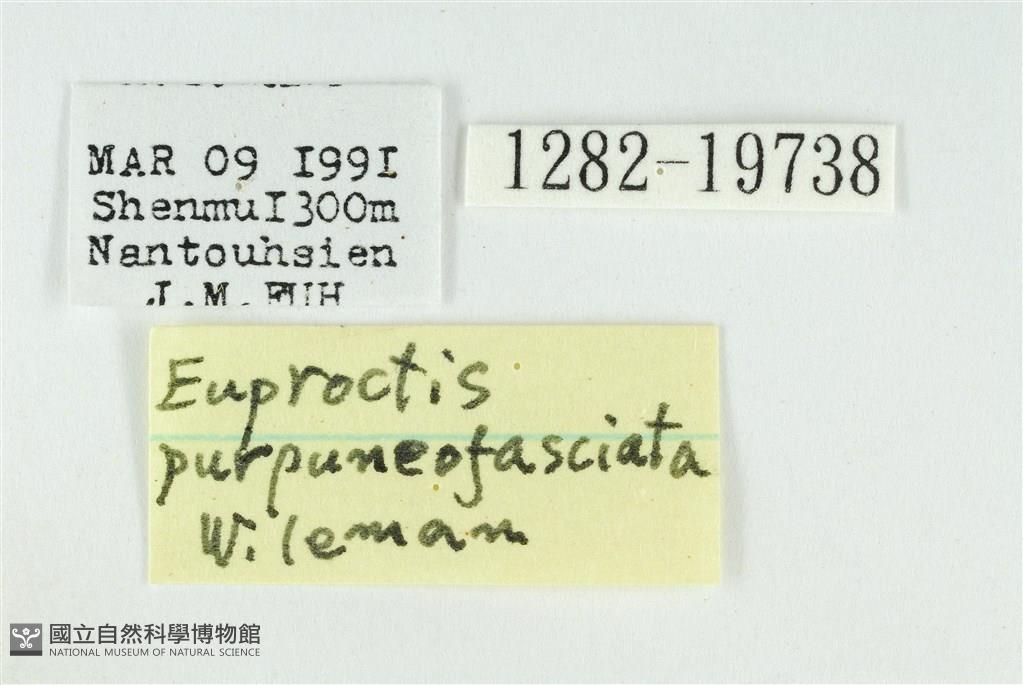 MAR 09 I99I
ShenmuI300m
Nantouhsien
J.M. FUH
1282-19738
Euproctis
purpuneofasciata
Wileman
國立自然科學博物館
NATIONAL MUSEUM OF NATURAL SCIENCE